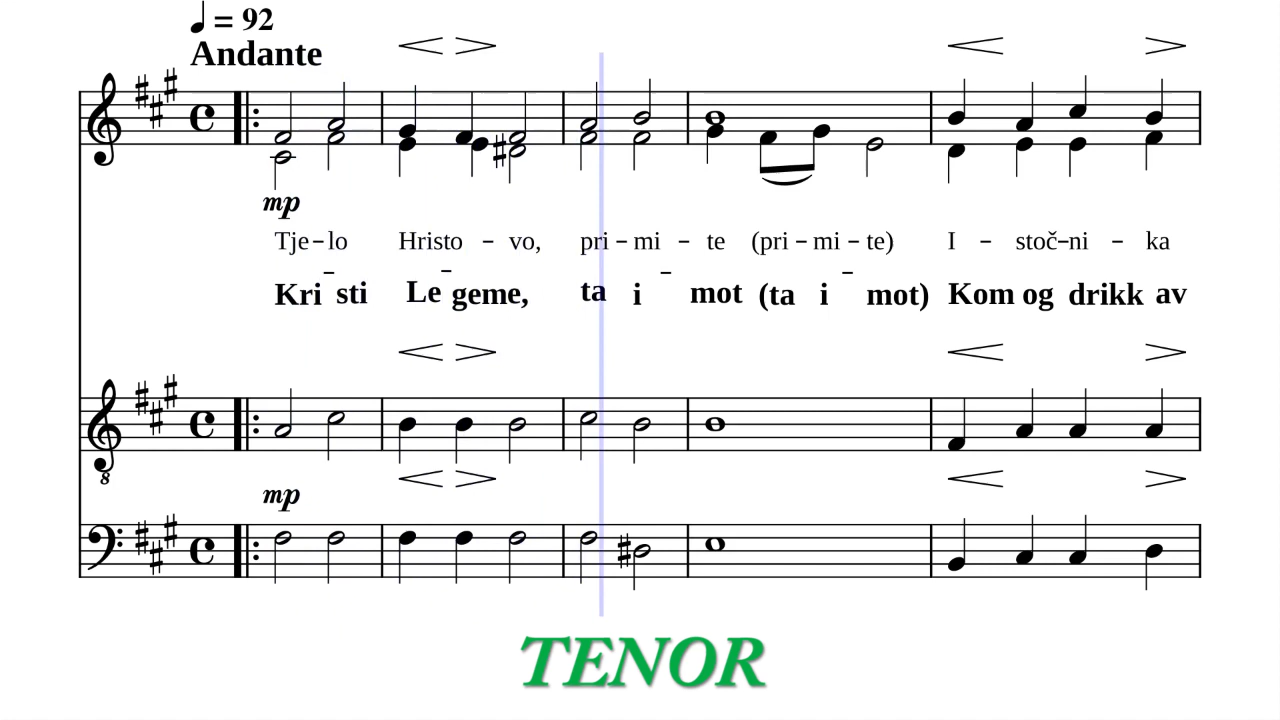 ♩ = 92
Andante
mp
Tje-lo Hristo - vo, pri-mi - te (pri-mi-te) I - stoč-ni - ka
Kri-sti Le-geme, ta i - mot (ta i - mot) Kom og drikk av
8
mp
TENOR